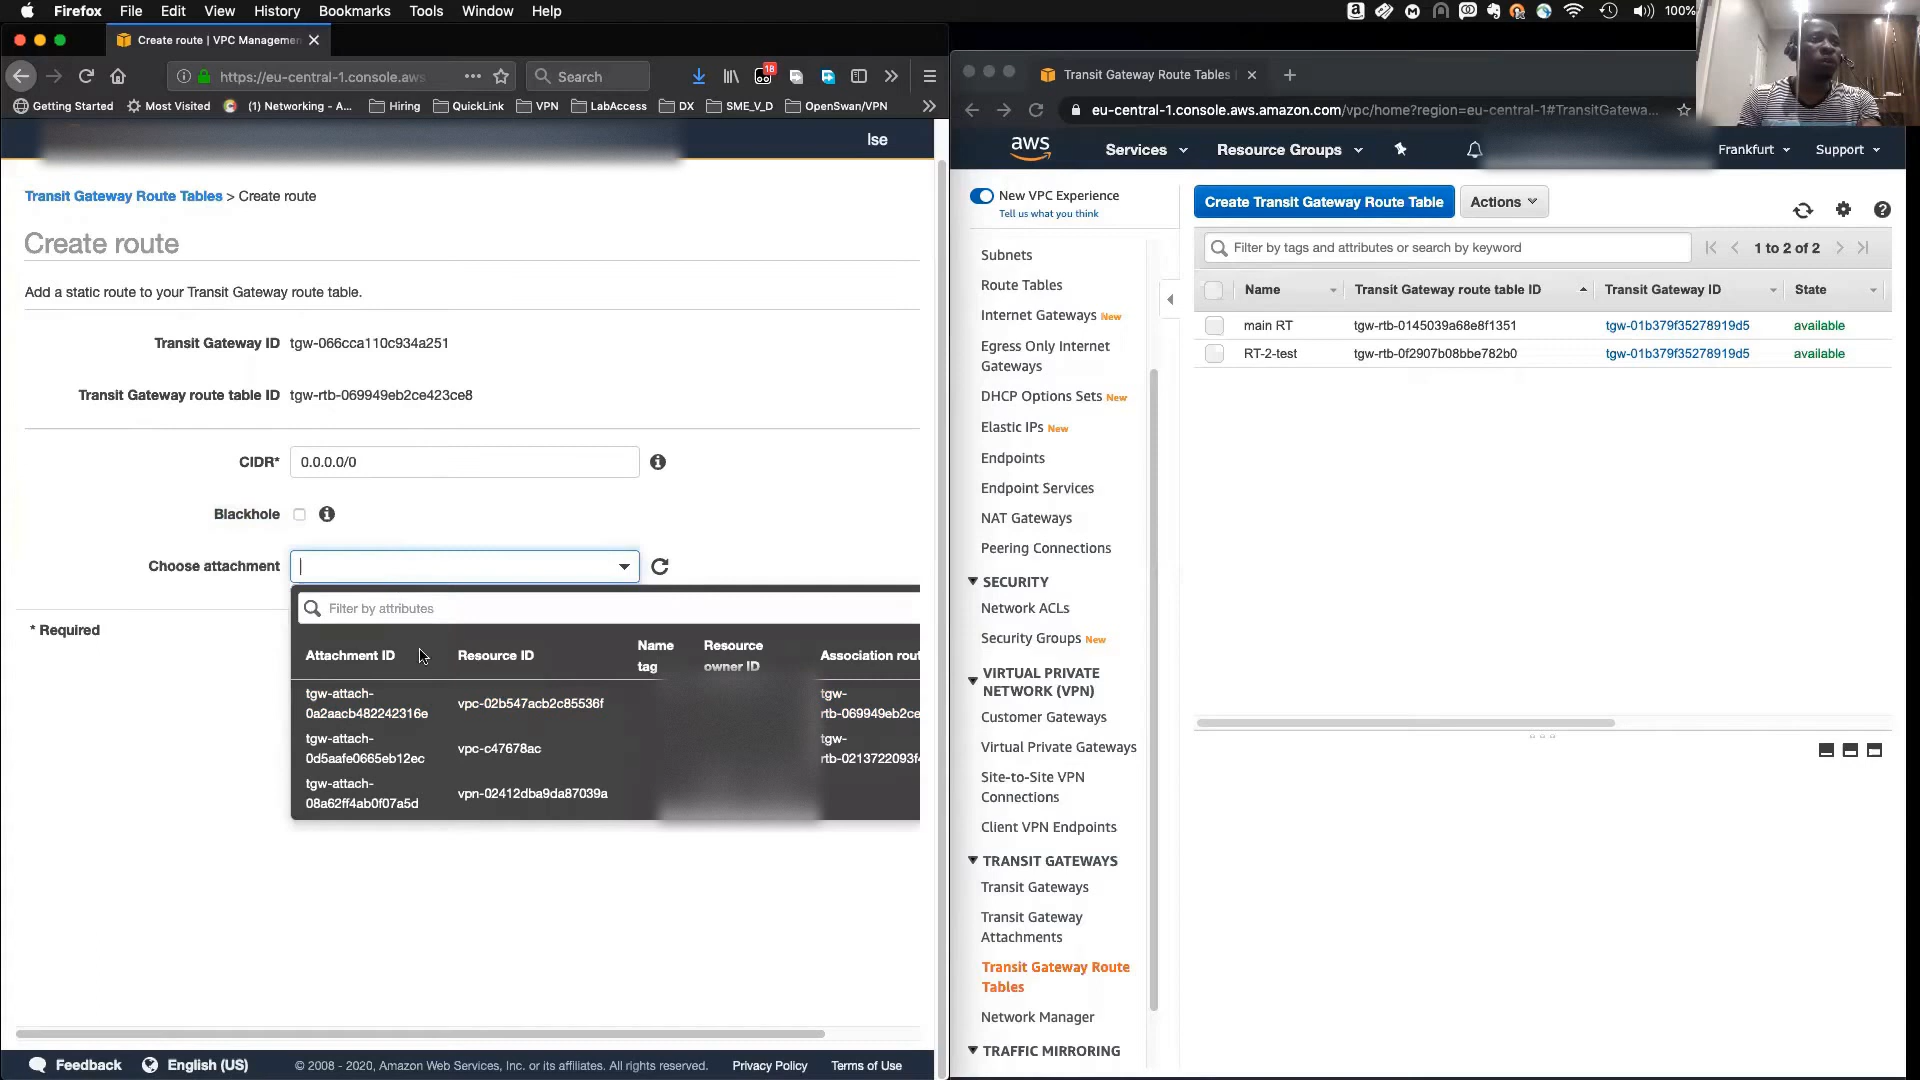 Firefox File Edit View History Bookmarks Tools Window Help
100%
Create route | VPC Managemen
https://eu-central-1.console.aws
Search
18
Getting Started
Most Visited
(1) Networking - A...
Hiring
QuickLink
VPN
LabAccess
DX
SME_V_D
OpenSwan/VPN
lse
Transit Gateway Route Tables > Create route
Create route
Add a static route to your Transit Gateway route table.
Transit Gateway ID tgw-066cca110c934a251
Transit Gateway route table ID tgw-rtb-069949eb2ce423ce8
CIDR* 0.0.0.0/0
Blackhole
Choose attachment
* Required
Filter by attributes
Attachment ID
Resource ID
Name tag
Resource owner ID
Association rout
tgw-attach-
0a2aacb482242316e
vpc-02b547acb2c85536f
tgw-
rtb-069949eb2ce
tgw-attach-
0d5aafe0665eb12ec
vpc-c47678ac
tgw-
rtb-0213722093f
tgw-attach-
08a62ff4ab0f07a5d
vpn-02412dba9da87039a
Feedback
English (US)
© 2008 - 2020, Amazon Web Services, Inc. or its affiliates. All rights reserved.
Privacy Policy
Terms of Use
Transit Gateway Route Tables
eu-central-1.console.aws.amazon.com/vpc/home?region=eu-central-1#TransitGatewa...
aws
Services
Resource Groups
Frankfurt
Support
New VPC Experience
Tell us what you think
Subnets
Route Tables
Internet Gateways New
Egress Only Internet
Gateways
DHCP Options Sets New
Elastic IPs New
Endpoints
Endpoint Services
NAT Gateways
Peering Connections
SECURITY
Network ACLs
Security Groups New
VIRTUAL PRIVATE
NETWORK (VPN)
Customer Gateways
Virtual Private Gateways
Site-to-Site VPN
Connections
Client VPN Endpoints
TRANSIT GATEWAYS
Transit Gateways
Transit Gateway
Attachments
Transit Gateway Route
Tables
Network Manager
TRAFFIC MIRRORING
Create Transit Gateway Route Table
Actions
Filter by tags and attributes or search by keyword
1 to 2 of 2
Name
Transit Gateway route table ID
Transit Gateway ID
State
main RT tgw-rtb-0145039a68e8f1351 tgw-01b379f35278919d5 available
RT-2-test tgw-rtb-0f2907b08bbe782b0 tgw-01b379f35278919d5 available